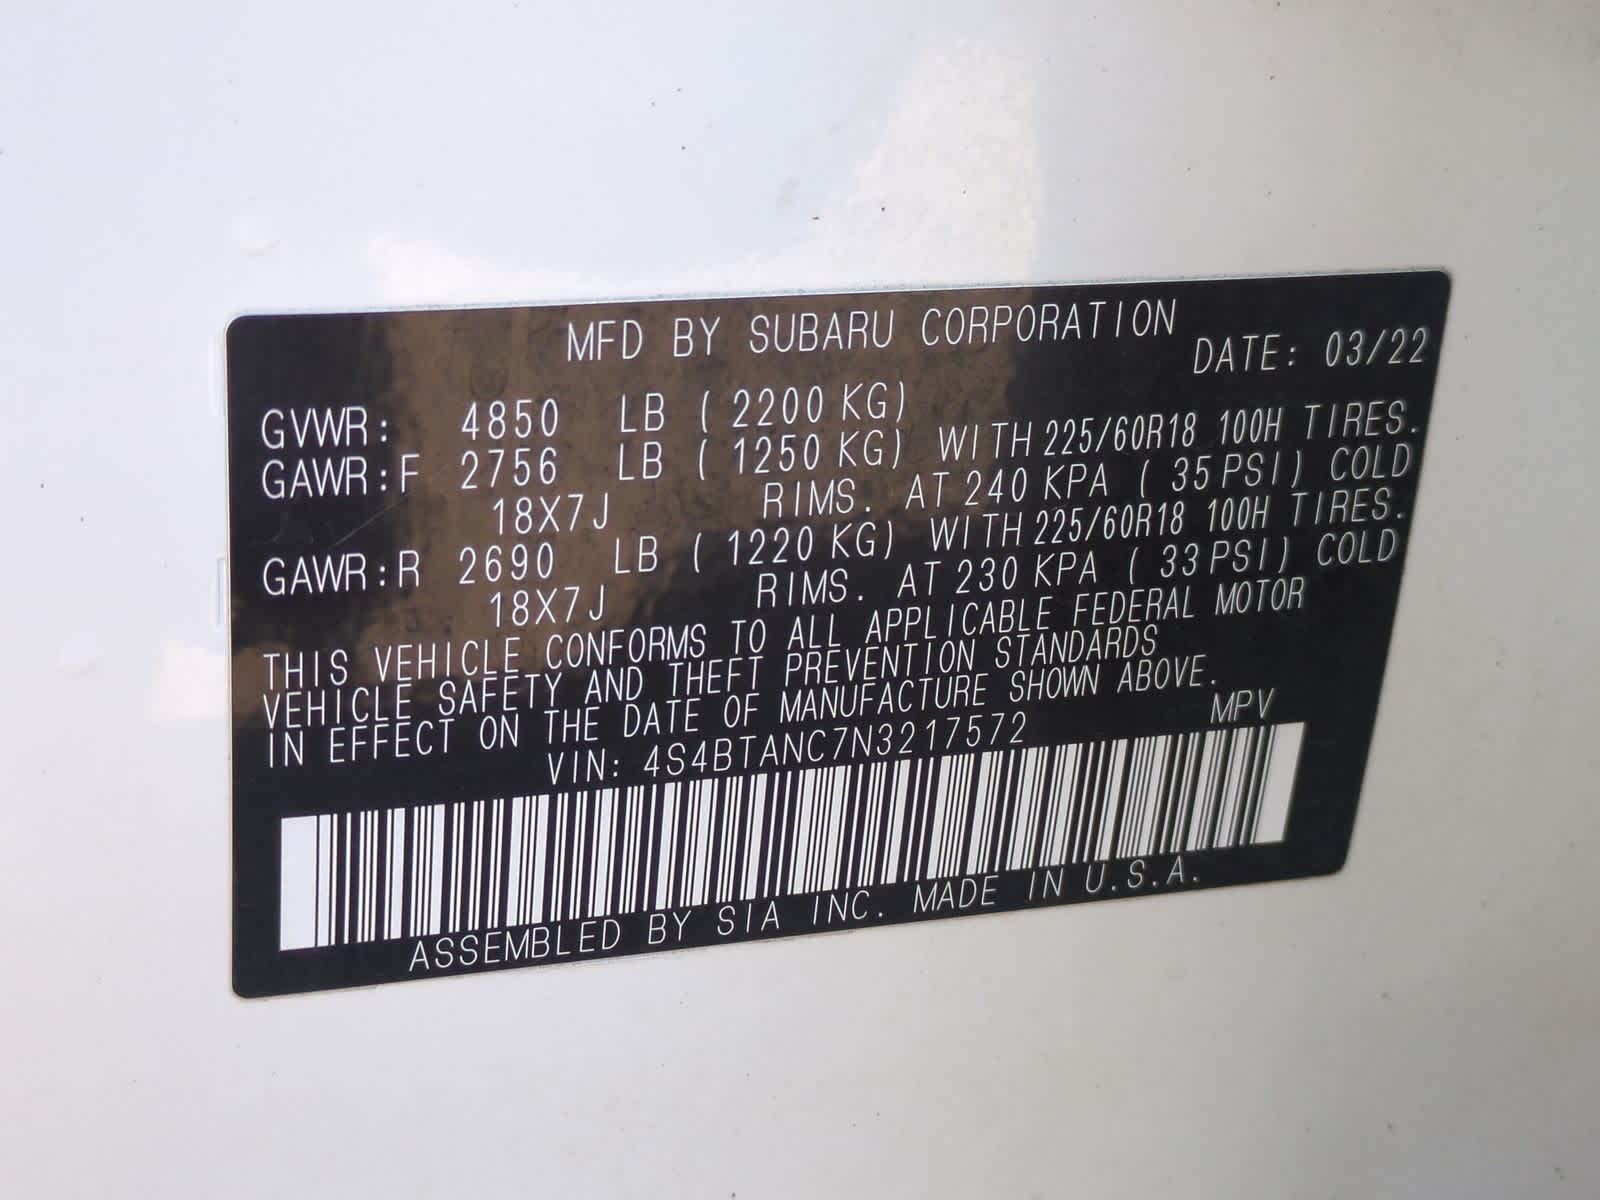 MFD BY SUBARU CORPORATION
DATE: 03/22
GVWR: 4850 LB (2200 KG)
GAWR:F 2756 LB (1250 KG) WITH 225/60R18 100H TIRES.
18X7J RIMS. AT 240 KPA (35 PSI) COLD
GAWR:R 2690 LB (1220 KG) WITH 225/60R18 100H TIRES.
18X7J RIMS. AT 230 KPA (33 PSI) COLD
THIS VEHICLE CONFORMS TO ALL APPLICABLE FEDERAL MOTOR
VEHICLE SAFETY AND THEFT PREVENTION STANDARDS
IN EFFECT ON THE DATE OF MANUFACTURE SHOWN ABOVE.
VIN: 4S4BTANC7N3217572 MPV
ASSEMBLED BY SIA INC. MADE IN U.S.A.